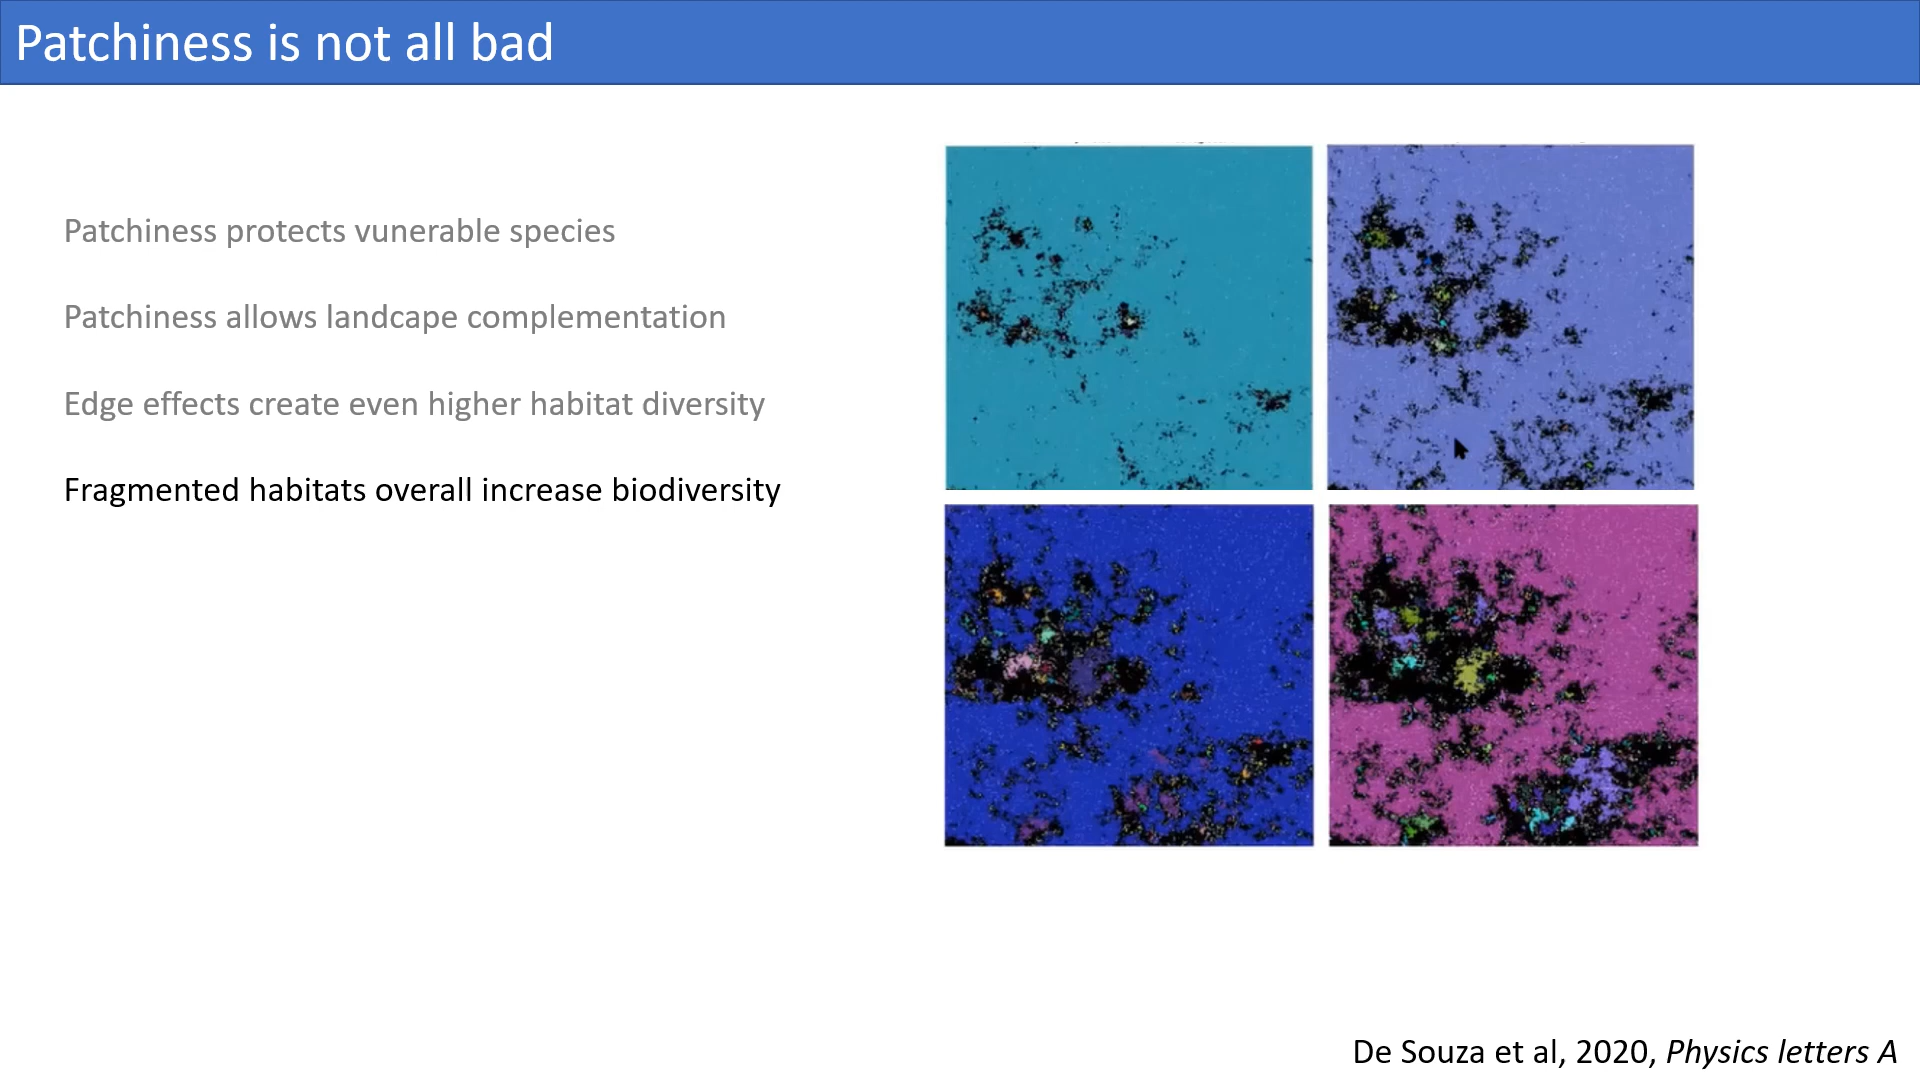 Patchiness is not all bad
Patchiness protects vunerable species
Patchiness allows landcape complementation
Edge effects create even higher habitat diversity
Fragmented habitats overall increase biodiversity
De Souza et al, 2020, Physics letters A